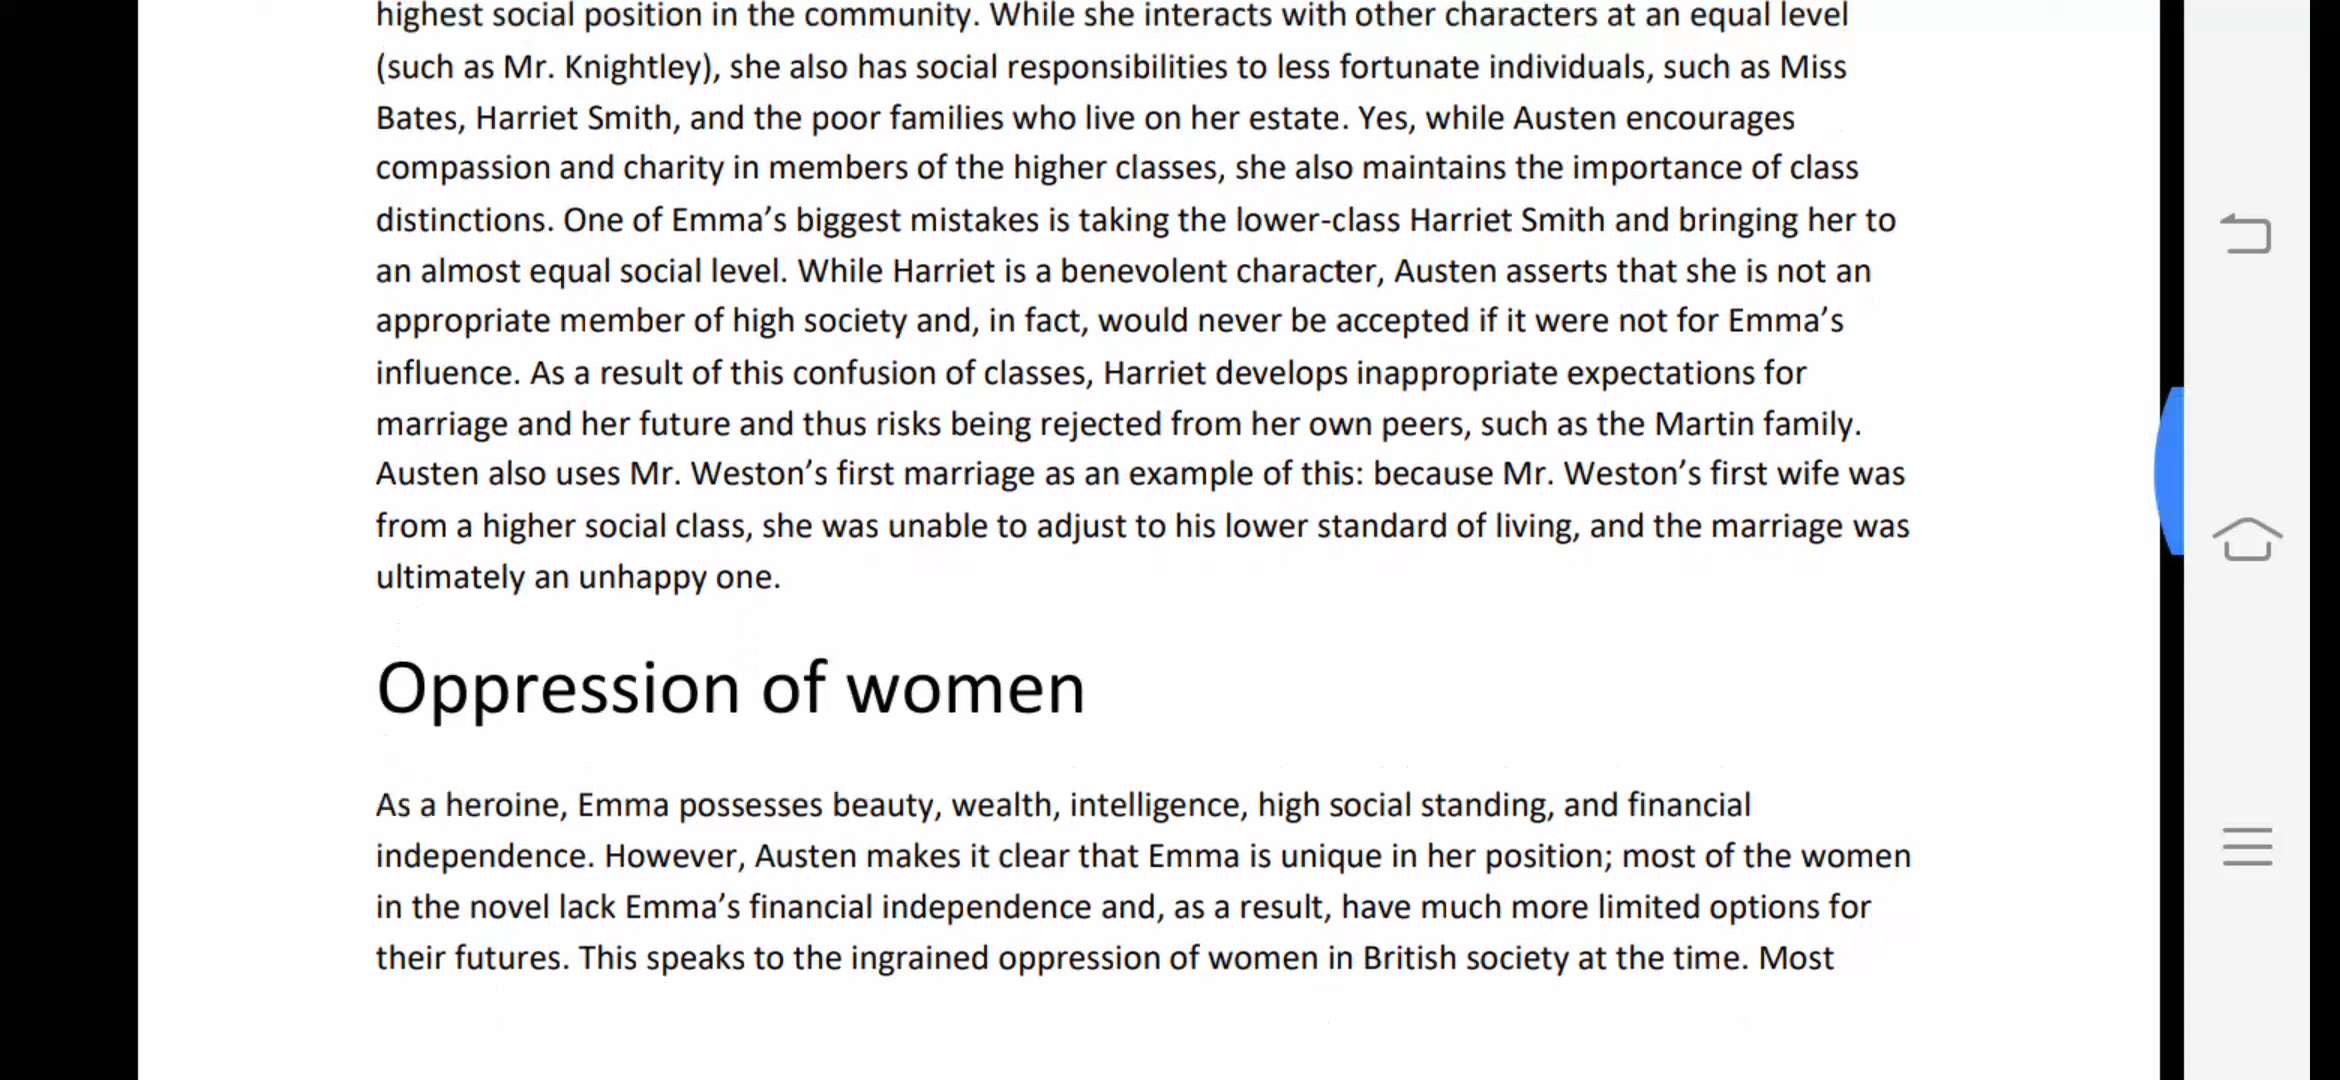 highest social position in the community. While she interacts with other characters at an equal level
(such as Mr. Knightley), she also has social responsibilities to less fortunate individuals, such as Miss
Bates, Harriet Smith, and the poor families who live on her estate. Yes, while Austen encourages
compassion and charity in members of the higher classes, she also maintains the importance of class
distinctions. One of Emma’s biggest mistakes is taking the lower-class Harriet Smith and bringing her to
an almost equal social level. While Harriet is a benevolent character, Austen asserts that she is not an
appropriate member of high society and, in fact, would never be accepted if it were not for Emma’s
influence. As a result of this confusion of classes, Harriet develops inappropriate expectations for
marriage and her future and thus risks being rejected from her own peers, such as the Martin family.
Austen also uses Mr. Weston’s first marriage as an example of this: because Mr. Weston’s first wife was
from a higher social class, she was unable to adjust to his lower standard of living, and the marriage was
ultimately an unhappy one.
Oppression of women
As a heroine, Emma possesses beauty, wealth, intelligence, high social standing, and financial
independence. However, Austen makes it clear that Emma is unique in her position; most of the women
in the novel lack Emma’s financial independence and, as a result, have much more limited options for
their futures. This speaks to the ingrained oppression of women in British society at the time. Most